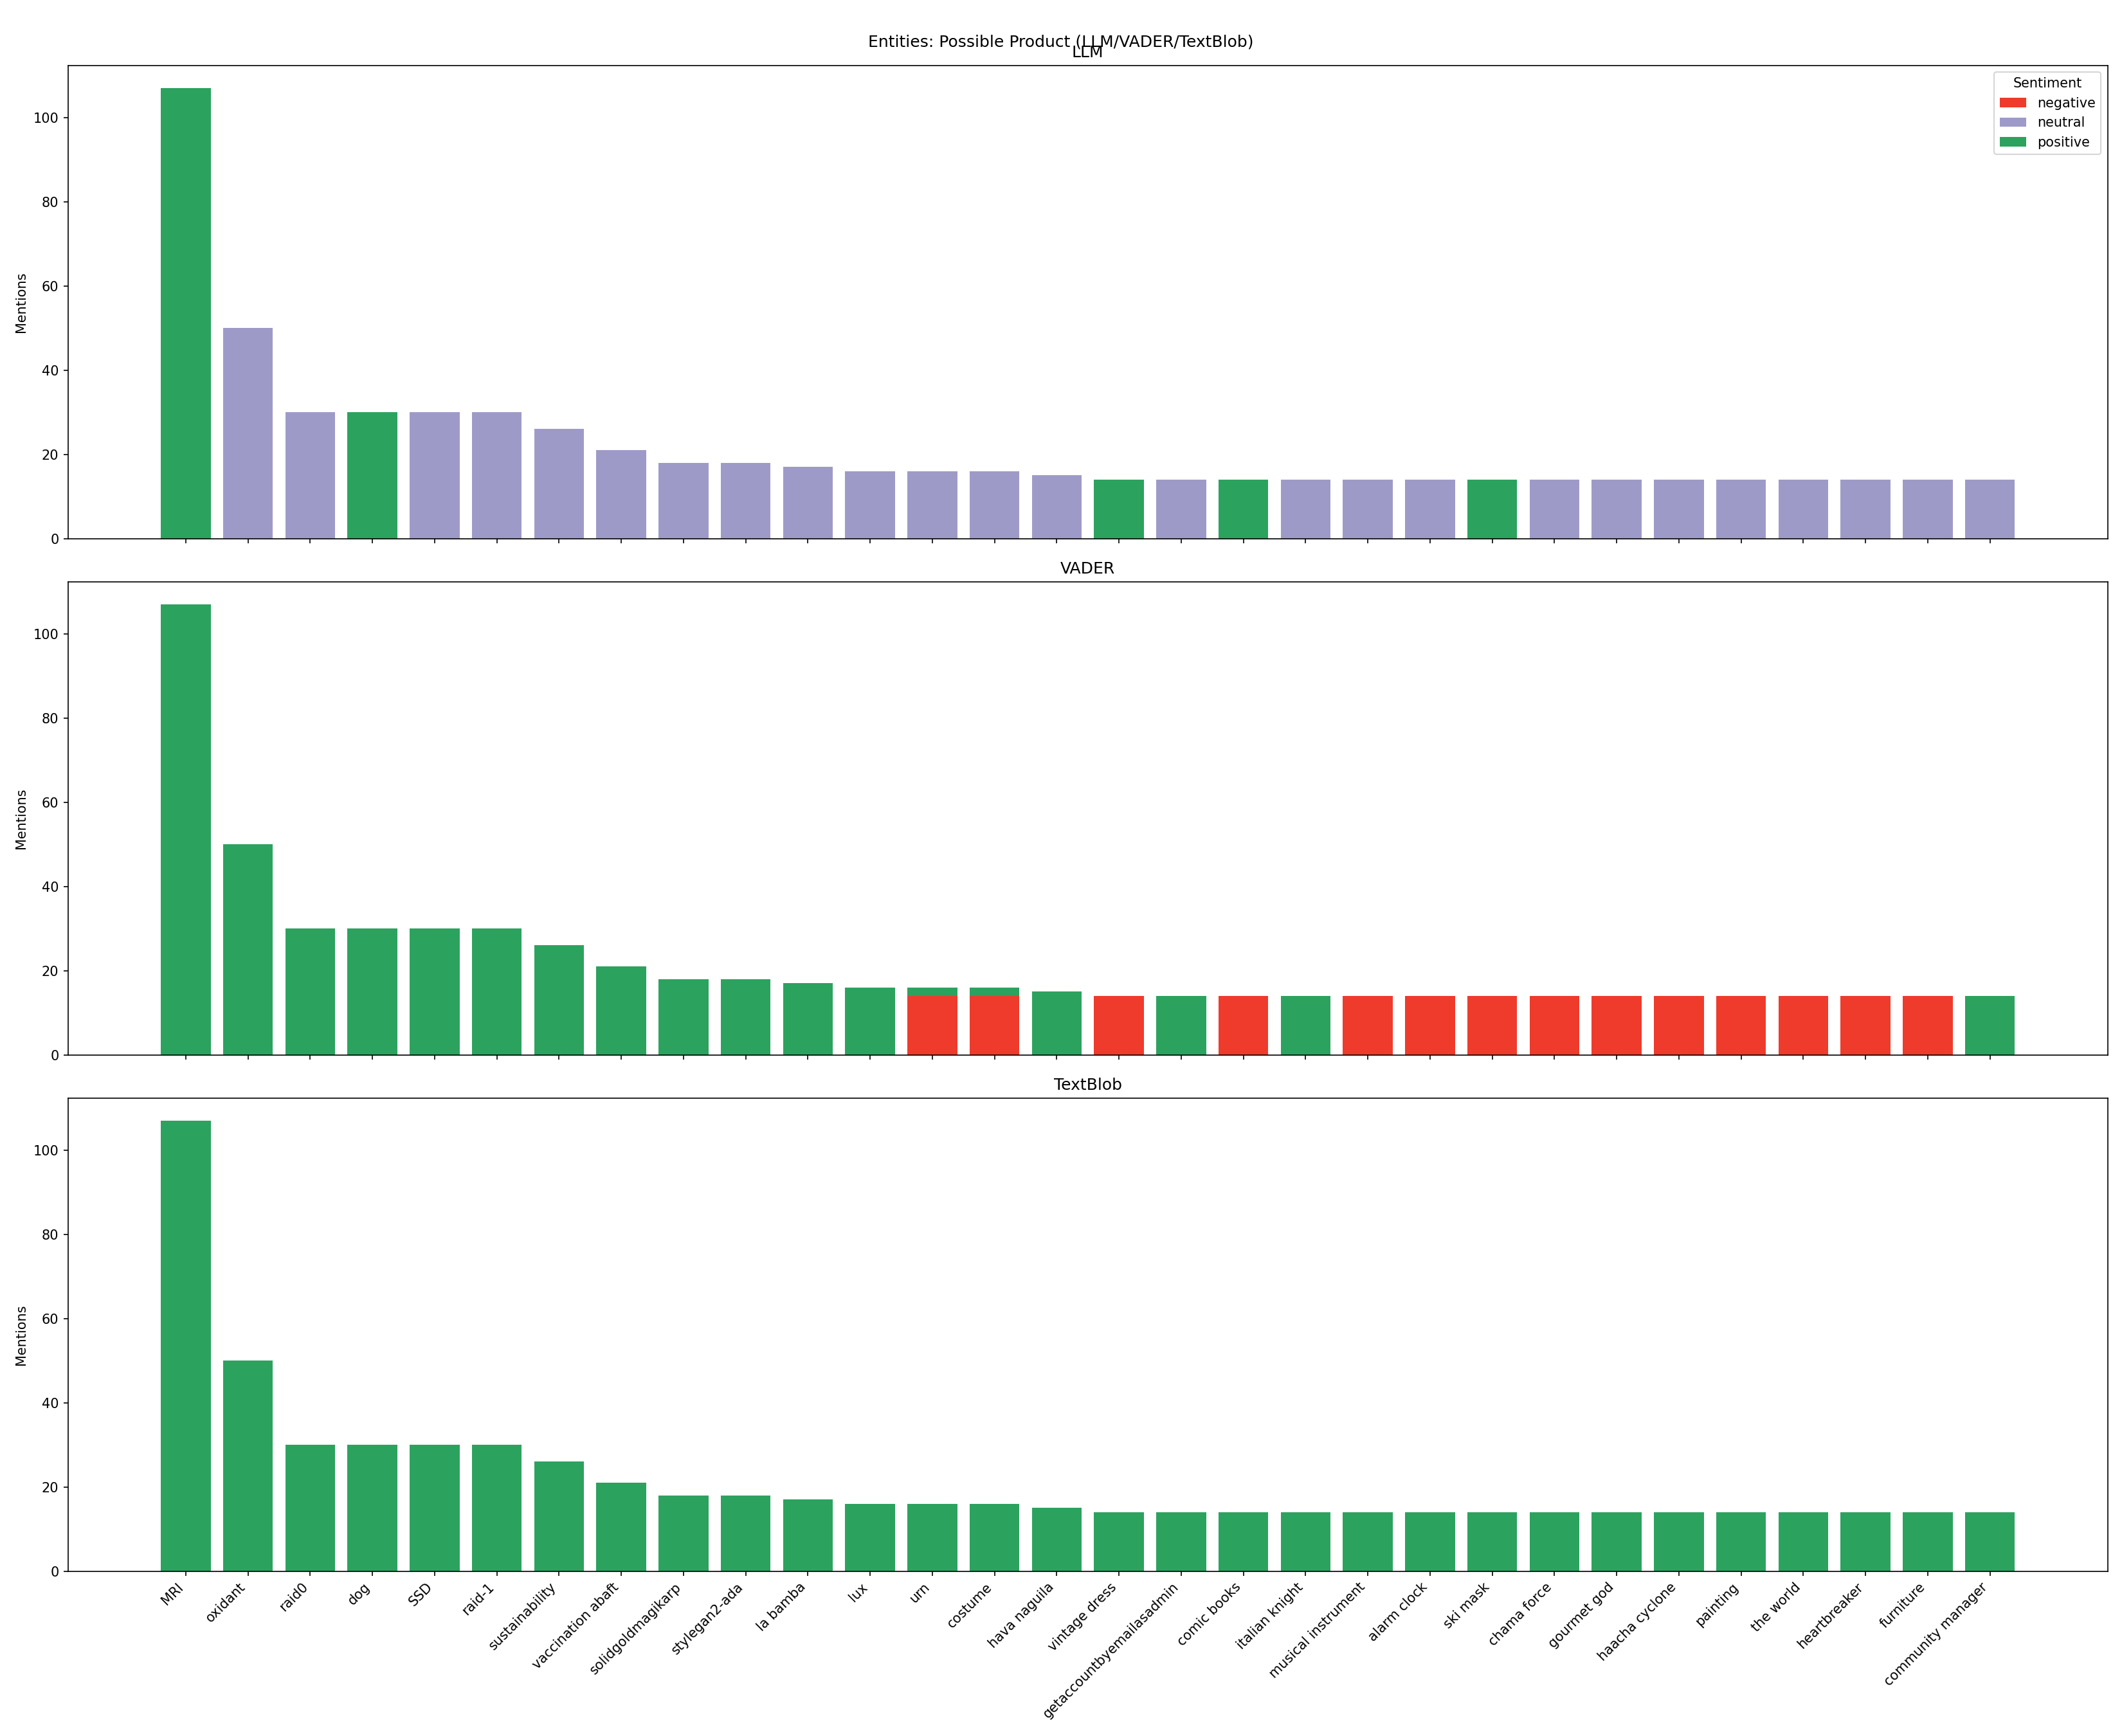 Entities: Possible Product (LLM/VADER/TextBlob)
LLM
Sentiment
negative
neutral
positive
Mentions
100
80
60
40
20
0
VADER
Mentions
100
80
60
40
20
0
TextBlob
Mentions
100
80
60
40
20
0
MRI
oxidant
raid0
dog
SSD
raid-1
sustainability
vaccination abaft
solidgoldmagikarp
stylegan2-ada
la bamba
lux
urn
costume
hava naguila
vintage dress
getaccountbyemailasadmin
comic books
italian knight
musical instrument
alarm clock
ski mask
chama force
gourmet god
haacha cyclone
painting
the world
heartbreaker
furniture
community manager